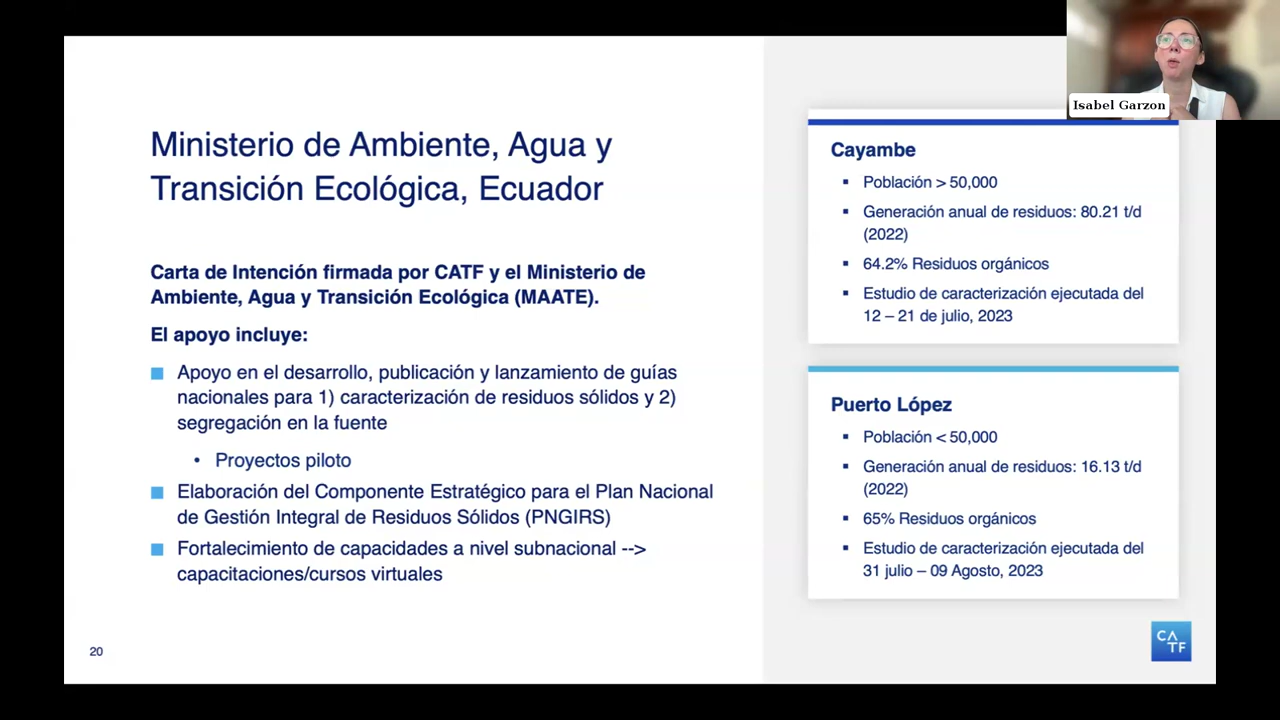 Isabel Garzon
Ministerio de Ambiente, Agua y
Transición Ecológica, Ecuador
Carta de Intención firmada por CATF y el Ministerio de
Ambiente, Agua y Transición Ecológica (MAATE).
El apoyo incluye:
■ Apoyo en el desarrollo, publicación y lanzamiento de guías
nacionales para 1) caracterización de residuos sólidos y 2)
segregación en la fuente
• Proyectos piloto
■ Elaboración del Componente Estratégico para el Plan Nacional
de Gestión Integral de Residuos Sólidos (PNGIRS)
■ Fortalecimiento de capacidades a nivel subnacional -->
capacitaciones/cursos virtuales
20
Cayambe
▪ Población > 50,000
▪ Generación anual de residuos: 80.21 t/d
(2022)
▪ 64.2% Residuos orgánicos
▪ Estudio de caracterización ejecutada del
12 – 21 de julio, 2023
Puerto López
▪ Población < 50,000
▪ Generación anual de residuos: 16.13 t/d
(2022)
▪ 65% Residuos orgánicos
▪ Estudio de caracterización ejecutada del
31 julio – 09 Agosto, 2023
CA
TF